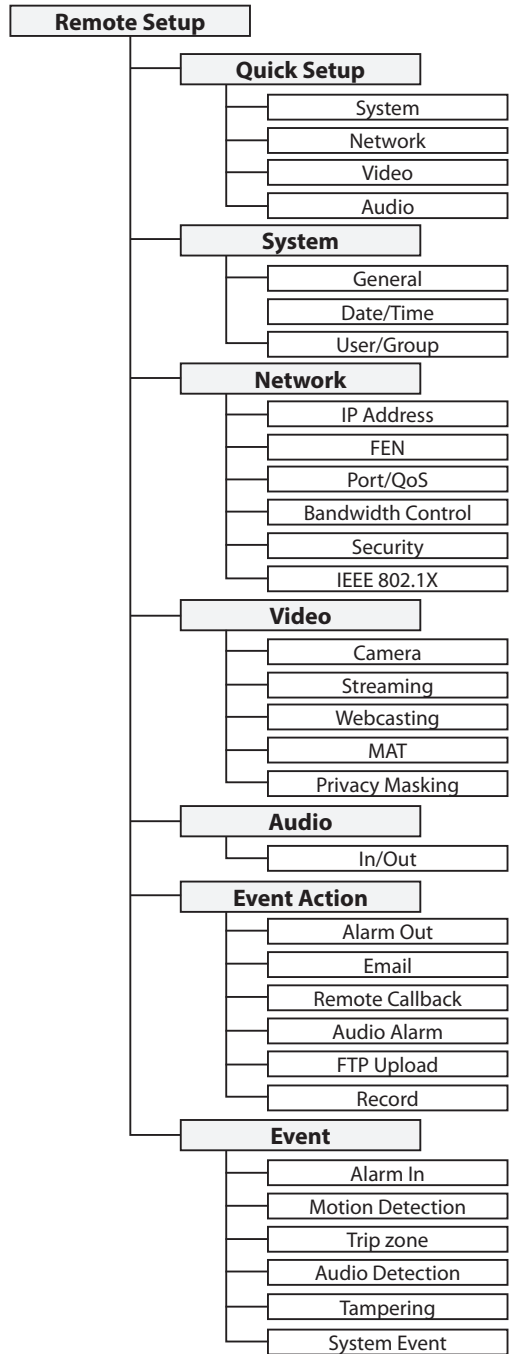 Remote Setup
Quick Setup
System
Network
Video
Audio
System
General
Date/Time
User/Group
Network
IP Address
FEN
Port/QoS
Bandwidth Control
Security
IEEE 802.1X
Video
Camera
Streaming
Webcasting
MAT
Privacy Masking
Audio
In/Out
Event Action
Alarm Out
Email
Remote Callback
Audio Alarm
FTP Upload
Record
Event
Alarm In
Motion Detection
Trip zone
Audio Detection
Tampering
System Event